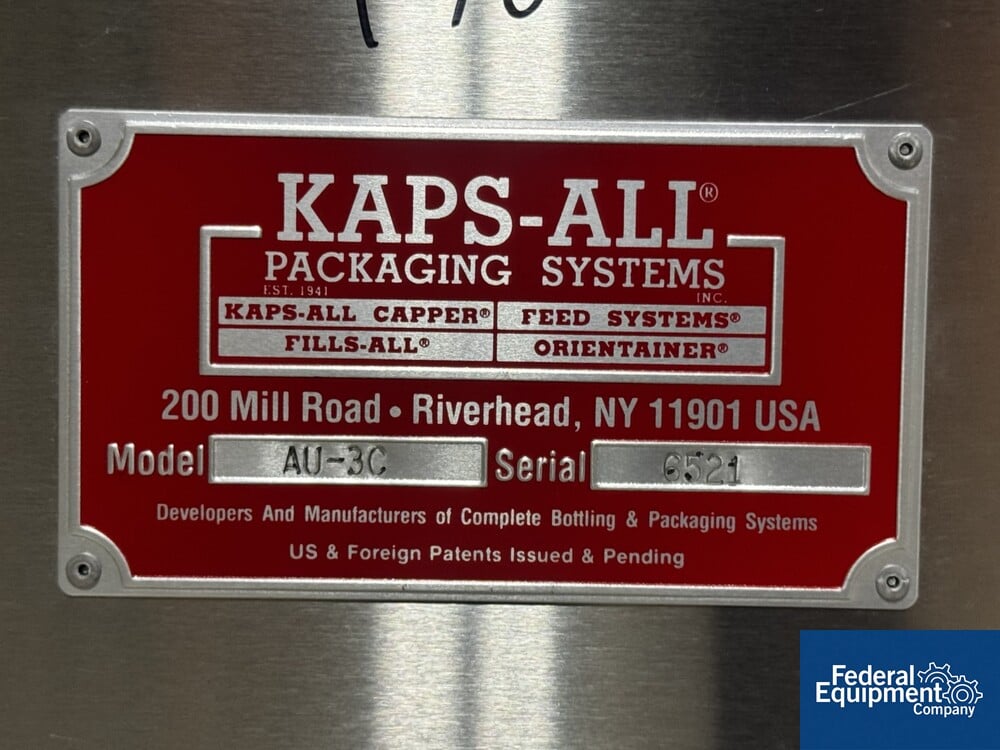 KAPS-ALL®
PACKAGING SYSTEMS
EST. 1941 INC.
KAPS-ALL CAPPER® FEED SYSTEMS®
FILLS-ALL® ORIENTAINER®
200 Mill Road • Riverhead, NY 11901 USA
Model AU-3C Serial 6521
Developers And Manufacturers of Complete Bottling & Packaging Systems
US & Foreign Patents Issued & Pending
Federal
Equipment
Company